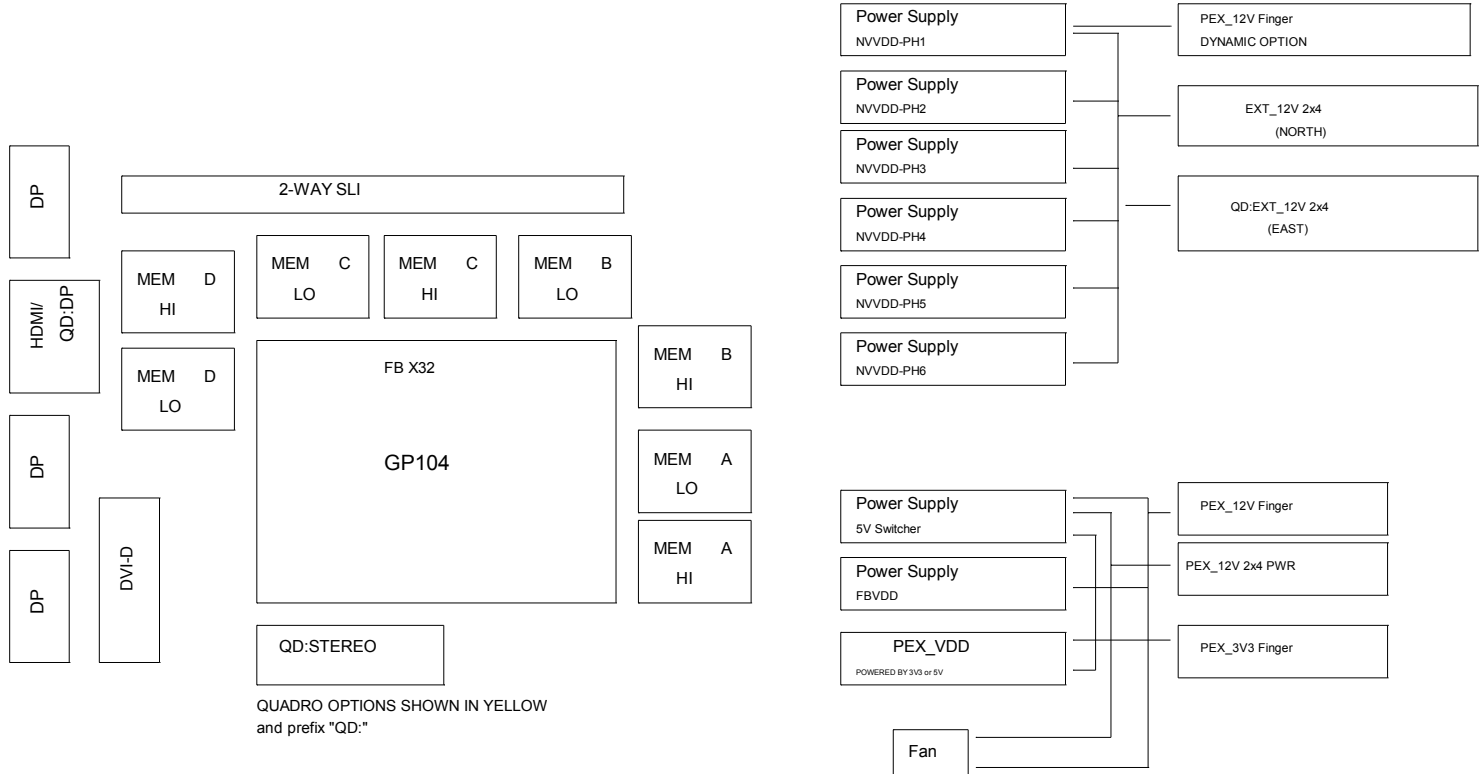 DP
HDMI/
QD:DP
DP
DP
DVI-D
2-WAY SLI
MEM D
HI
MEM D
LO
MEM C
LO
MEM C
HI
MEM B
LO
MEM B
HI
MEM A
LO
MEM A
HI
FB X32
GP104
QD:STEREO
QUADRO OPTIONS SHOWN IN YELLOW
and prefix "QD:"
Power Supply
NVVDD-PH1
Power Supply
NVVDD-PH2
Power Supply
NVVDD-PH3
Power Supply
NVVDD-PH4
Power Supply
NVVDD-PH5
Power Supply
NVVDD-PH6
PEX_12V Finger
DYNAMIC OPTION
EXT_12V 2x4
(NORTH)
QD:EXT_12V 2x4
(EAST)
Power Supply
5V Switcher
Power Supply
FBVDD
PEX_VDD
POWERED BY 3V3 or 5V
Fan
PEX_12V Finger
PEX_12V 2x4 PWR
PEX_3V3 Finger